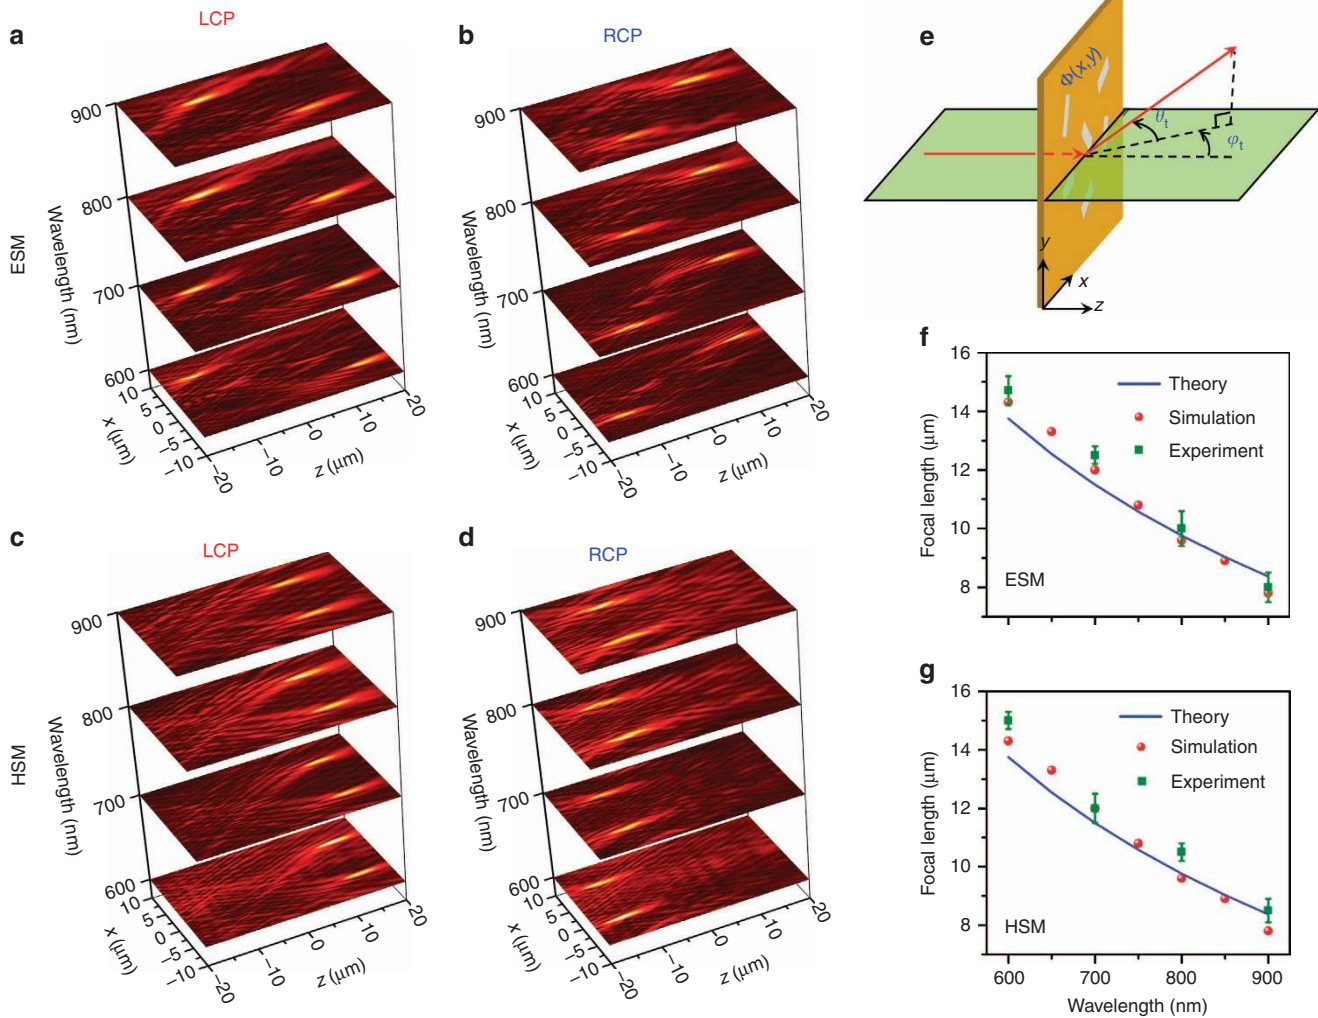 a
LCP
ESM
Wavelength (nm)
900
800
700
600
10
5
0
−5
−10
x (μm)
−20
−10
0
10
20
z (μm)
b
RCP
900
800
700
600
10
5
0
−5
−10
x (μm)
−20
−10
0
10
20
z (μm)
c
LCP
HSM
Wavelength (nm)
900
800
700
600
10
5
0
−5
−10
x (μm)
−20
−10
0
10
20
z (μm)
d
RCP
Wavelength (nm)
900
800
700
600
10
5
0
−5
−10
x (μm)
−20
−10
0
10
20
z (μm)
Wavelength (nm)
e
Φ(x,y)
θt
φt
y
x
z
f
16
14
12
10
8
Focal length (μm)
Theory
Simulation
Experiment
ESM
g
16
14
12
10
8
Focal length (μm)
Theory
Simulation
Experiment
HSM
600
700
800
900
Wavelength (nm)